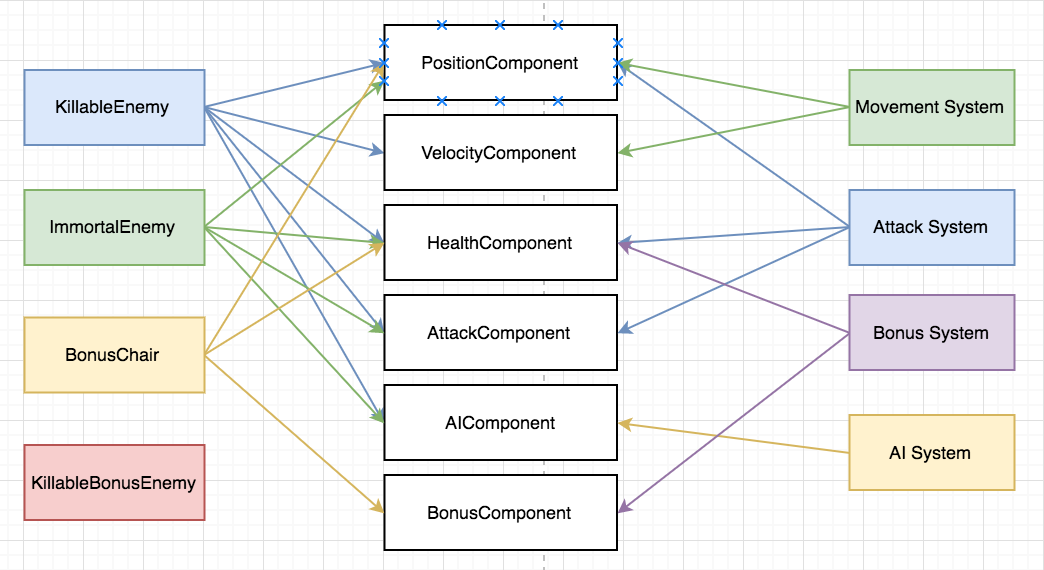 KillableEnemy
ImmortalEnemy
BonusChair
KillableBonusEnemy
PositionComponent
VelocityComponent
HealthComponent
AttackComponent
AIComponent
BonusComponent
Movement System
Attack System
Bonus System
AI System